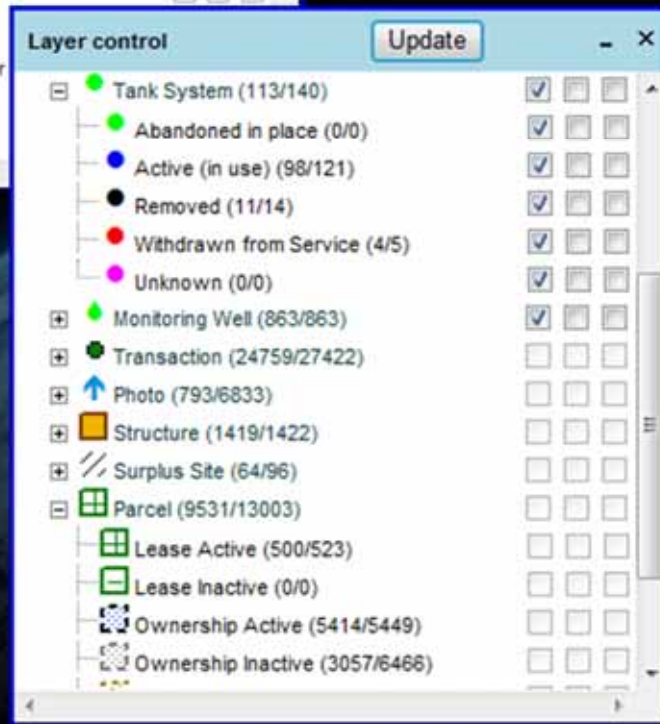 Layer control Update
Tank System (113/140)
Abandoned in place (0/0)
Active (in use) (98/121)
Removed (11/14)
Withdrawn from Service (4/5)
Unknown (0/0)
Monitoring Well (863/863)
Transaction (24759/27422)
Photo (793/6833)
Structure (1419/1422)
Surplus Site (64/96)
Parcel (9531/13003)
Lease Active (500/523)
Lease Inactive (0/0)
Ownership Active (5414/5449)
Ownership Inactive (3057/6466)